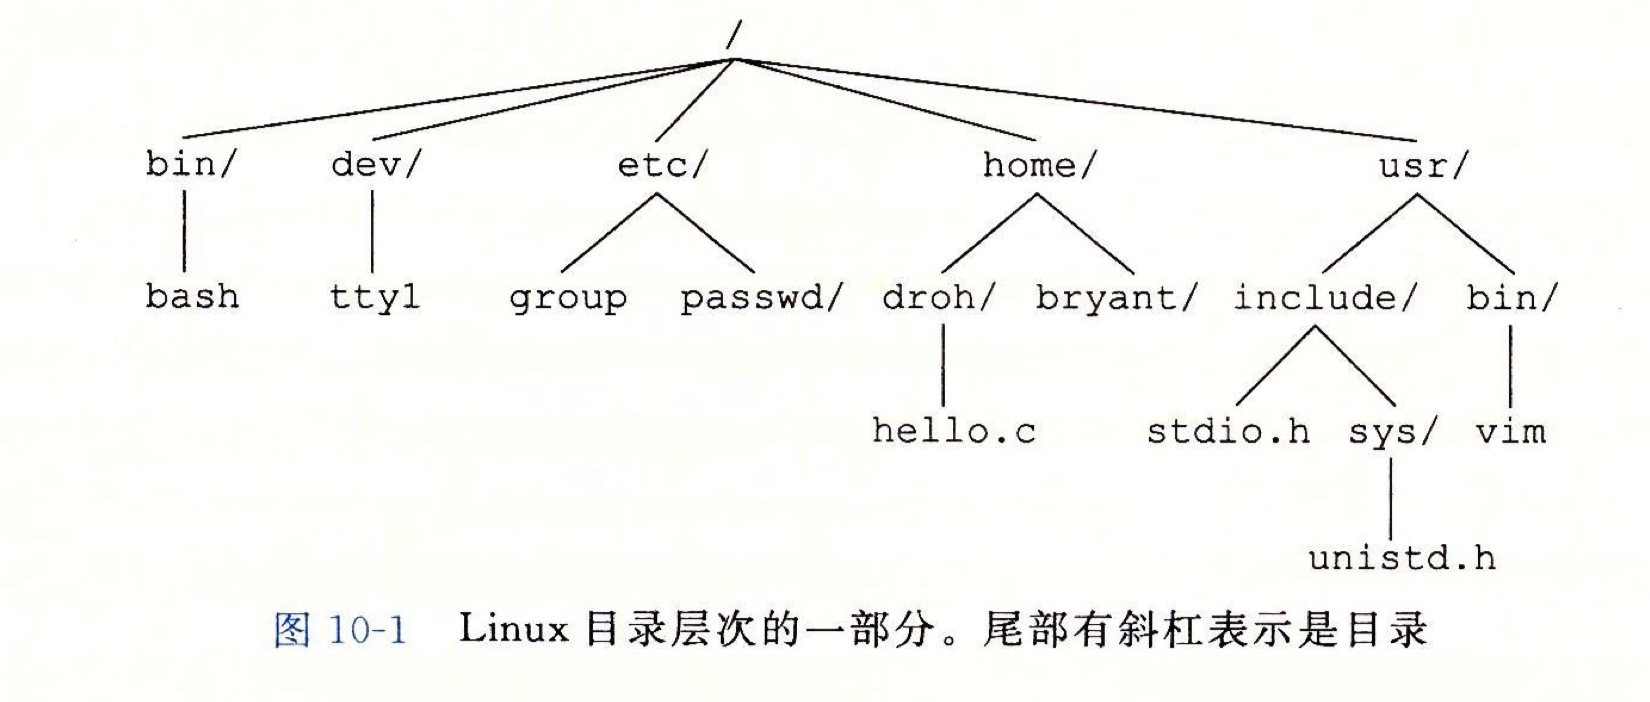 /
bin/ dev/ etc/ home/ usr/
bash tty1 group passwd/ droh/ bryant/ include/ bin/
hello.c stdio.h sys/ vim
unistd.h
图 10-1 Linux 目录层次的一部分。尾部有斜杠表示是目录